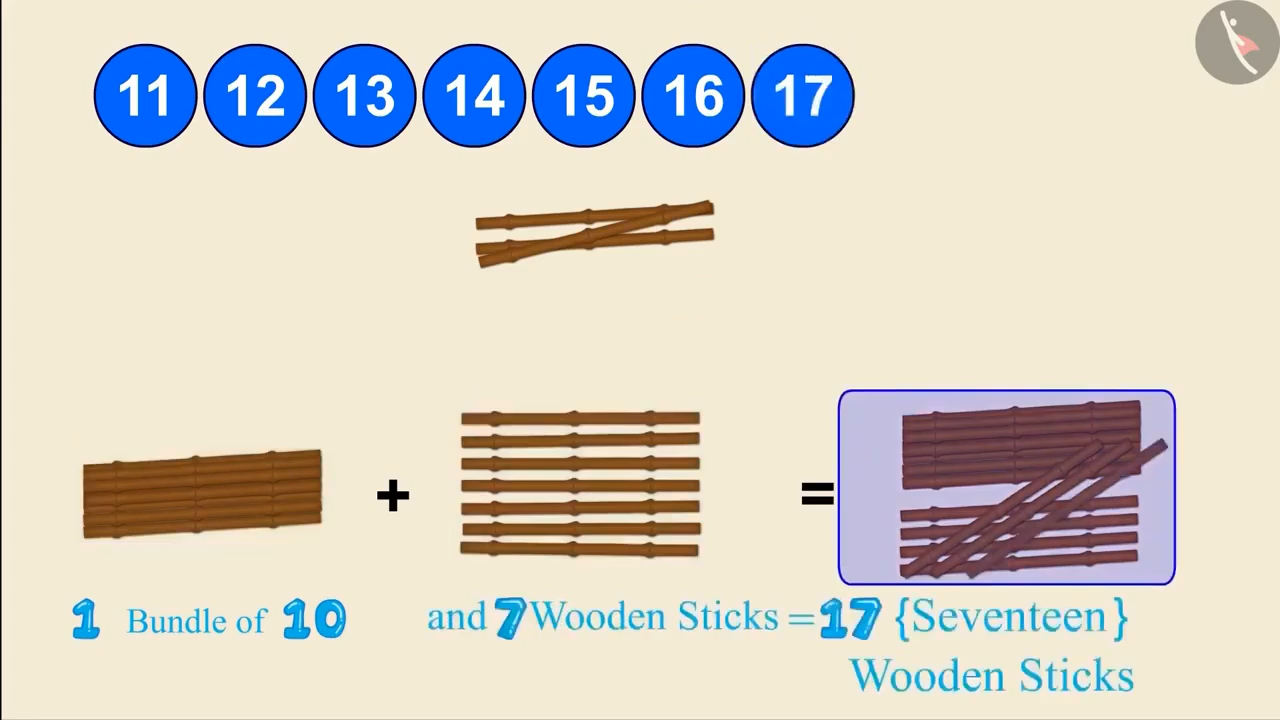 11 12 13 14 15 16 17
+ =
1 Bundle of 10 and 7 Wooden Sticks = 17 {Seventeen}
Wooden Sticks